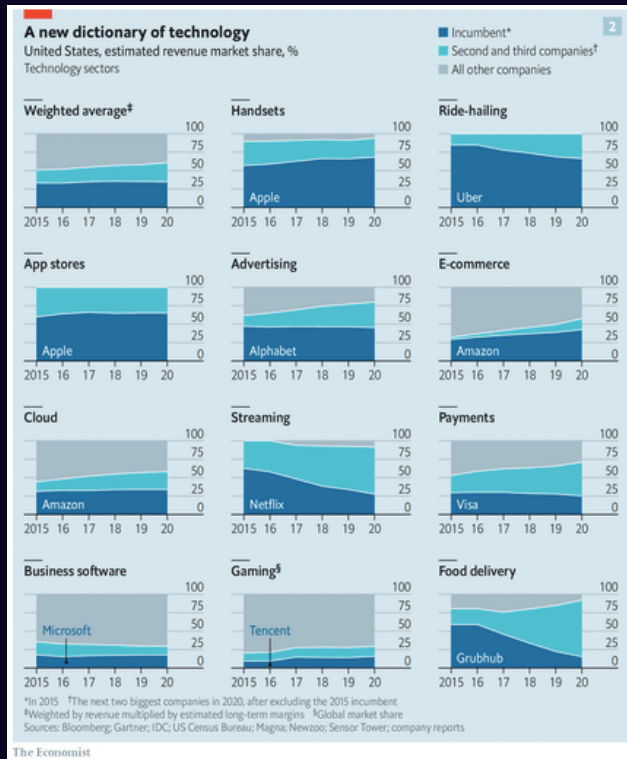 A new dictionary of technology
United States, estimated revenue market share, %
Technology sectors
Incumbent*
Second and third companies†
All other companies
2
Weighted average‡
100
75
50
25
0
2015 16 17 18 19 20
Handsets
100
75
50
25
0
Apple
2015 16 17 18 19 20
Ride-hailing
100
75
50
25
0
Uber
2015 16 17 18 19 20
App stores
100
75
50
25
0
Apple
2015 16 17 18 19 20
Advertising
100
75
50
25
0
Alphabet
2015 16 17 18 19 20
E-commerce
100
75
50
25
0
Amazon
2015 16 17 18 19 20
Cloud
100
75
50
25
0
Amazon
2015 16 17 18 19 20
Streaming
100
75
50
25
0
Netflix
2015 16 17 18 19 20
Payments
100
75
50
25
0
Visa
2015 16 17 18 19 20
Business software
100
75
50
25
0
Microsoft
2015 16 17 18 19 20
Gaming§
100
75
50
25
0
Tencent
2015 16 17 18 19 20
Food delivery
100
75
50
25
0
Grubhub
2015 16 17 18 19 20
*In 2015 †The next two biggest companies in 2020, after excluding the 2015 incumbent
‡Weighted by revenue multiplied by estimated long-term margins §Global market share
Sources: Bloomberg; Gartner; IDC; US Census Bureau; Magna; Newzoo; Sensor Tower; company reports
The Economist